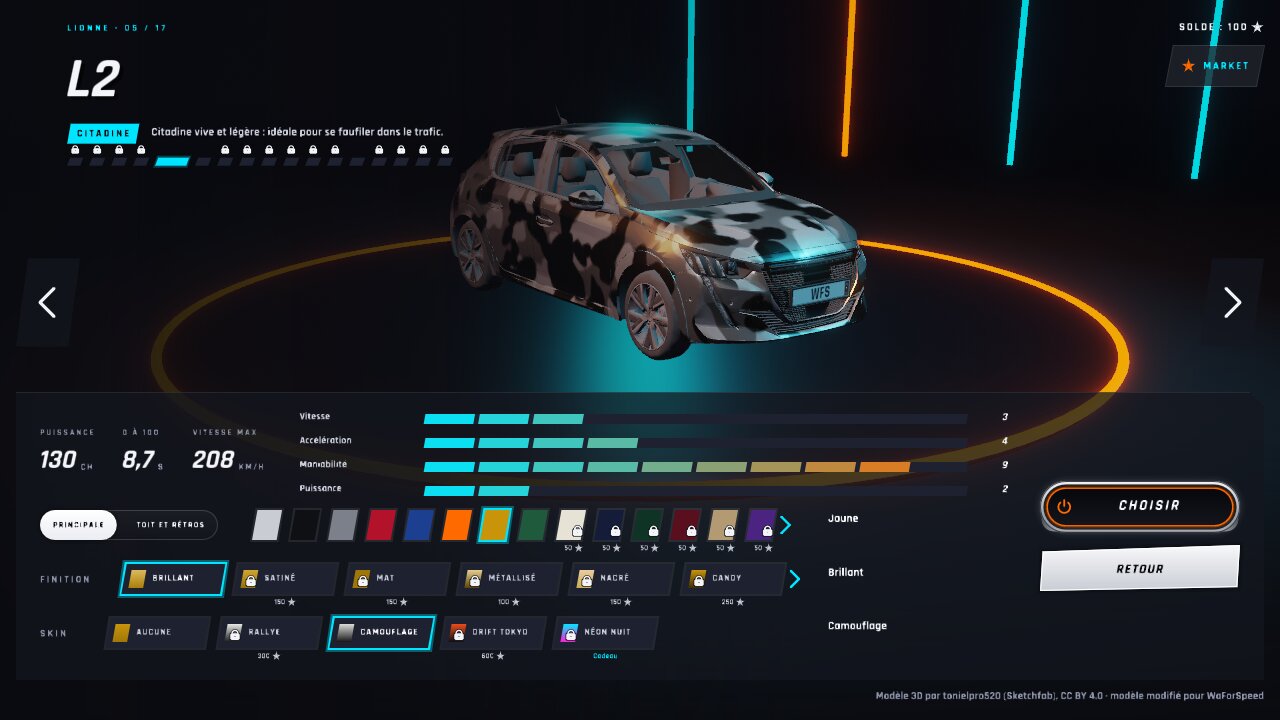 LIONNE · 05 / 17
SOLDE : 100 ★
L2
★ MARKET
CITADINE Citadine vive et légère : idéale pour se faufiler dans le trafic.
WFS
PUISSANCE 0 À 100 VITESSE MAX
130 CH 8,7 S 208 KM/H
Vitesse 3
Accélération 4
Maniabilité 9
Puissance 2
PRINCIPALE TOIT ET RÉTROS
50 ★ 50 ★ 50 ★ 50 ★ 50 ★ 50 ★
Jaune
CHOISIR
FINITION BRILLANT SATINÉ MAT MÉTALLISÉ NACRÉ CANDY
150 ★ 150 ★ 100 ★ 150 ★ 250 ★
Brillant
RETOUR
SKIN AUCUNE RALLYE CAMOUFLAGE DRIFT TOKYO NÉON NUIT
300 ★ 600 ★ Cadeau
Camouflage
Modèle 3D par tonielpro520 (Sketchfab), CC BY 4.0 · modèle modifié pour WaForSpeed